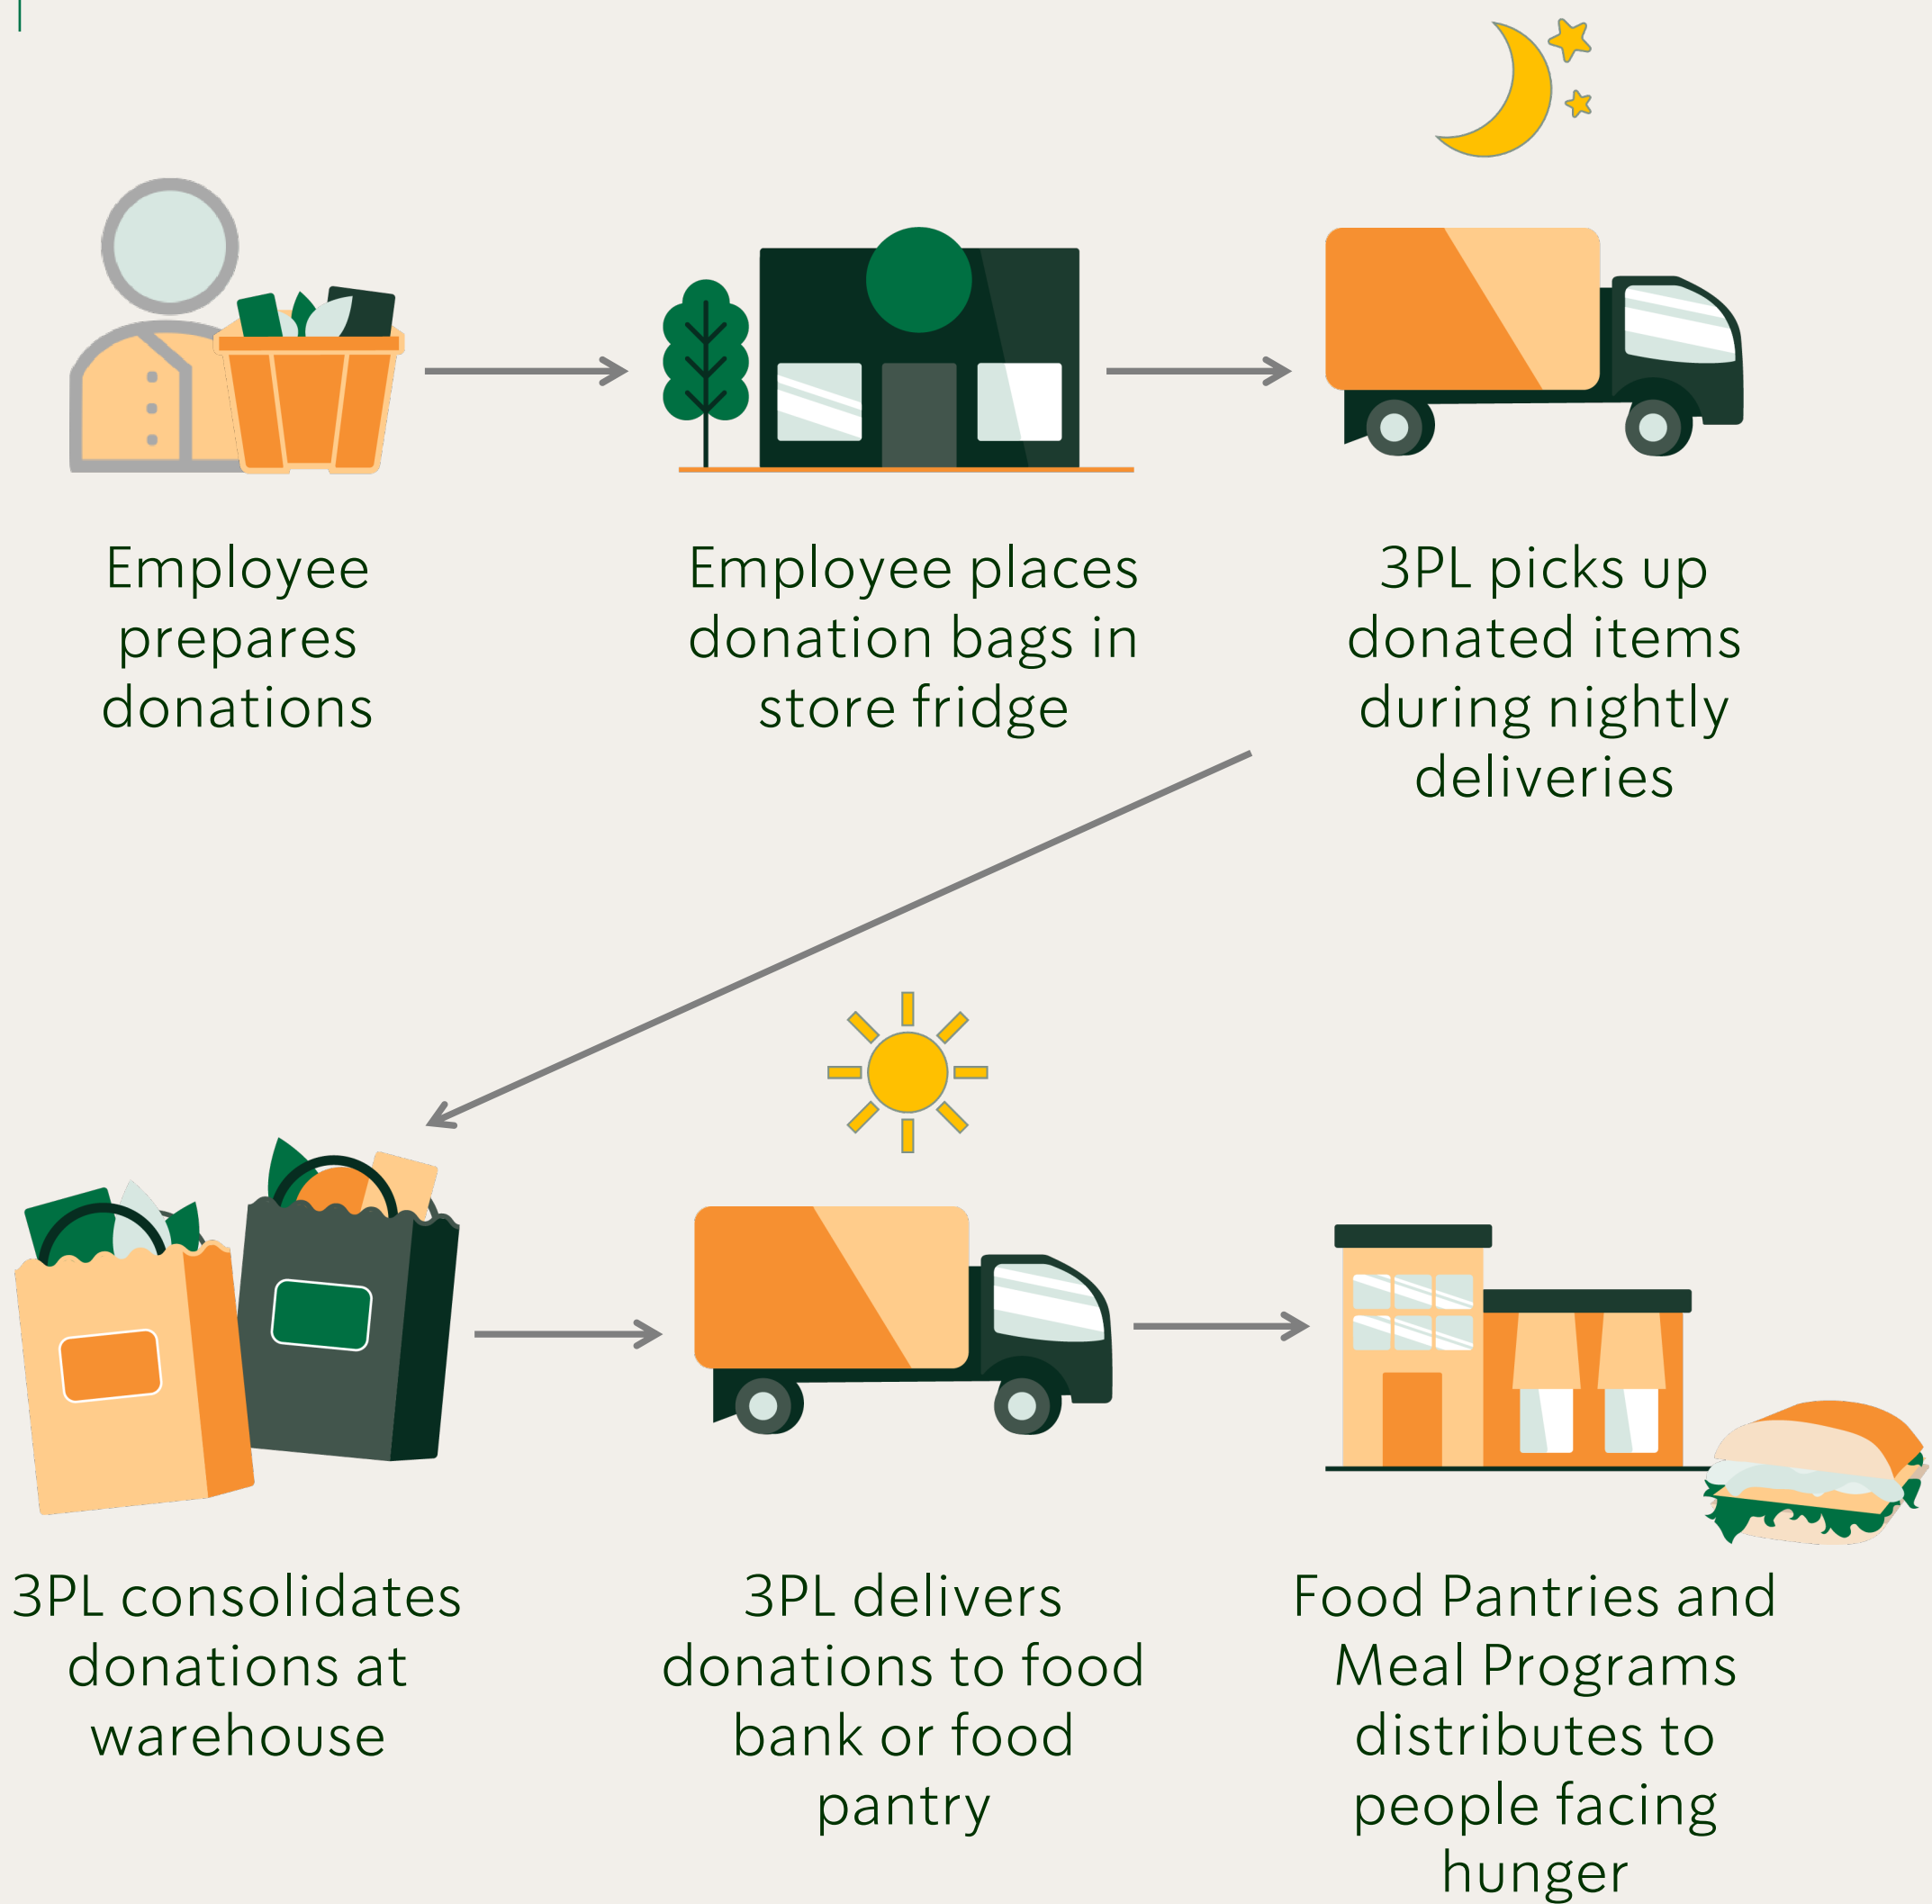 Employee
prepares
donations
Employee places
donation bags in
store fridge
3PL picks up
donated items
during nightly
deliveries
3PL consolidates
donations at
warehouse
3PL delivers
donations to food
bank or food
pantry
Food Pantries and
Meal Programs
distributes to
people facing
hunger